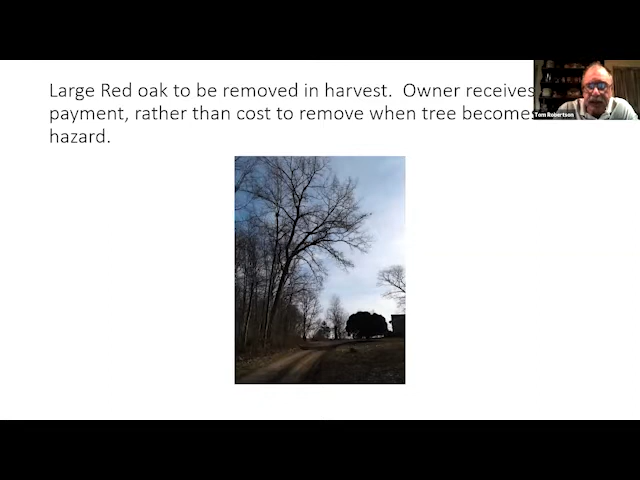 Large Red oak to be removed in harvest. Owner receives
payment, rather than cost to remove when tree become
hazard.
Tom Robertson